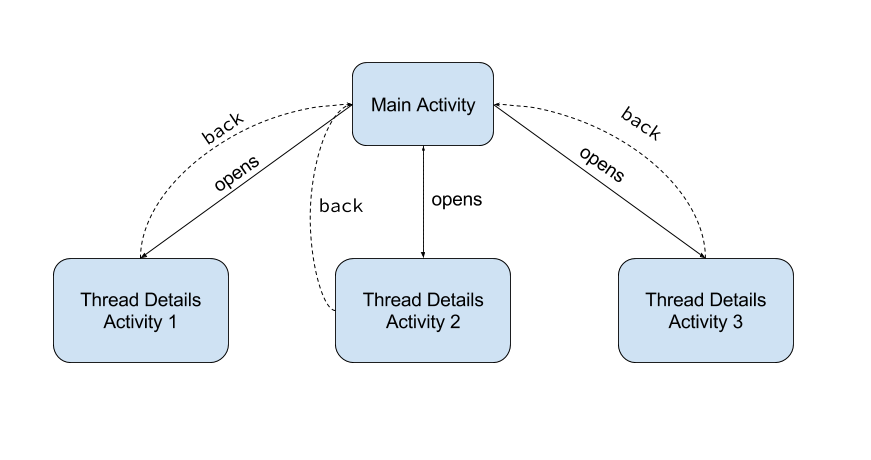 Main Activity
back
opens
back
opens
opens
back
Thread Details
Activity 1
Thread Details
Activity 2
Thread Details
Activity 3